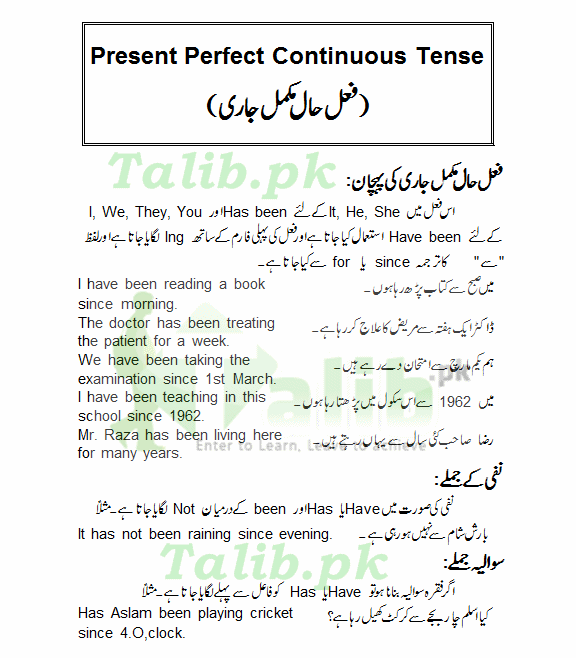 Present Perfect Continuous Tense
(فعل حال مکمل جاری)
Talib.pk
فعل حال مکمل جاری کی پہچان:
اس فعل میں It, He, She کے لئے Has been اور I, We, They, You
کے لئے Have been استعمال کیا جاتا ہے اور فعل کی پہلی فارم کے ساتھ Ing لگایا جاتا ہے اور لفظ
"سے" کا ترجمہ since یا for سے کیا جاتا ہے۔
I have been reading a book
since morning.
میں صبح سے کتاب پڑھ رہا ہوں۔
The doctor has been treating
the patient for a week.
ڈاکٹر ایک ہفتہ سے مریض کا علاج کر رہا ہے۔
We have been taking the
examination since 1st March.
ہم یکم مارچ سے امتحان دے رہے ہیں۔
I have been teaching in this
school since 1962.
میں 1962 سے اس سکول میں پڑھتا رہا ہوں۔
Mr. Raza has been living here
for many years.
رضا صاحب کئی سال سے یہاں رہتے ہیں۔
Talib.pk
Enter to Learn, Leave to achieve
نفی کے جملے:
نفی کی صورت میں Have یا Has اور been کے درمیان Not لگایا جاتا ہے۔ مثلاً
It has not been raining since evening. بارش شام سے نہیں ہو رہی ہے۔
Talib.pk
سوالیہ جملے:
اگر فقرہ سوالیہ بنانا ہو تو Have یا Has کو فاعل سے پہلے لگایا جاتا ہے۔ مثلاً
Has Aslam been playing cricket
since 4.O,clock.
کیا اسلم چار بجے سے کرکٹ کھیل رہا ہے؟